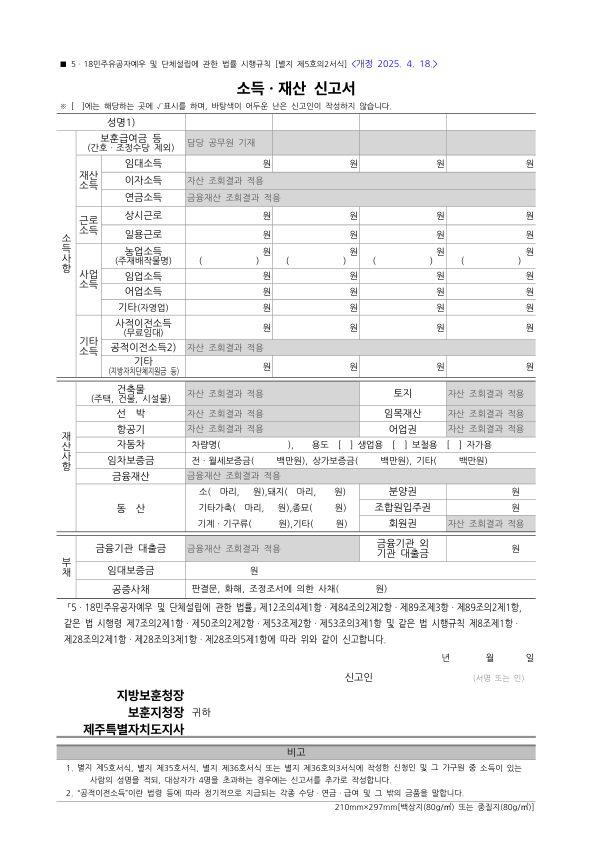 ■ 5ㆍ18민주유공자예우 및 단체설립에 관한 법률 시행규칙 [별지 제5호의2서식] <개정 2025. 4. 18.>
소득ㆍ재산 신고서
※ [ ]에는 해당하는 곳에 √표시를 하며, 바탕색이 어두운 난은 신고인이 작성하지 않습니다.
성명1)
소득사항
보훈급여금 등
(간호ㆍ조정수당 제외)
담당 공무원 기재
재산소득
임대소득 원 원 원 원
이자소득 자산 조회결과 적용
연금소득 금융재산 조회결과 적용
근로소득
상시근로 원 원 원 원
일용근로 원 원 원 원
사업소득
농업소득 원 원 원 원
(주재배작물명) ( ) ( ) ( ) ( )
임업소득 원 원 원 원
어업소득 원 원 원 원
기타(자영업) 원 원 원 원
기타소득
사적이전소득
(무료임대) 원 원 원 원
공적이전소득2) 자산 조회결과 적용
기타
(지방자치단체지원금 등) 원 원 원 원
재산사항
건축물
(주택, 건물, 시설물) 자산 조회결과 적용 토지 자산 조회결과 적용
선 박 자산 조회결과 적용 임목재산 자산 조회결과 적용
항공기 자산 조회결과 적용 어업권 자산 조회결과 적용
자동차 차량명( ), 용도 [ ] 생업용 [ ] 보철용 [ ] 자가용
임차보증금 전ㆍ월세보증금( 백만원), 상가보증금( 백만원), 기타( 백만원)
금융재산 금융재산 조회결과 적용
동 산
소( 마리, 원),돼지( 마리, 원) 분양권 원
기타가축( 마리, 원),종묘( 원) 조합원입주권 원
기계ㆍ기구류( 원),기타( 원) 회원권 자산 조회결과 적용
부채
금융기관 대출금 금융재산 조회결과 적용 금융기관 외
기관 대출금 원
임대보증금 원
공증사채 판결문, 화해, 조정조서에 의한 사채( 원)
「5ㆍ18민주유공자예우 및 단체설립에 관한 법률」 제12조의4제1항ㆍ제84조의2제2항ㆍ제89조제3항ㆍ제89조의2제1항,
같은 법 시행령 제7조의2제1항ㆍ제50조의2제2항ㆍ제53조제2항ㆍ제53조의3제1항 및 같은 법 시행규칙 제8조제1항ㆍ
제28조의2제1항ㆍ제28조의3제1항ㆍ제28조의5제1항에 따라 위와 같이 신고합니다.
년 월 일
신고인 (서명 또는 인)
지방보훈청장
보훈지청장 귀하
제주특별자치도지사
비고
1. 별지 제5호서식, 별지 제35호서식, 별지 제36호서식 또는 별지 제36호의3서식에 작성한 신청인 및 그 가구원 중 소득이 있는
사람의 성명을 적되, 대상자가 4명을 초과하는 경우에는 신고서를 추가로 작성합니다.
2. "공적이전소득"이란 법령 등에 따라 정기적으로 지급되는 각종 수당ㆍ연금ㆍ급여 및 그 밖의 금품을 말합니다.
210mm×297mm[백상지(80g/㎡) 또는 중질지(80g/㎡)]